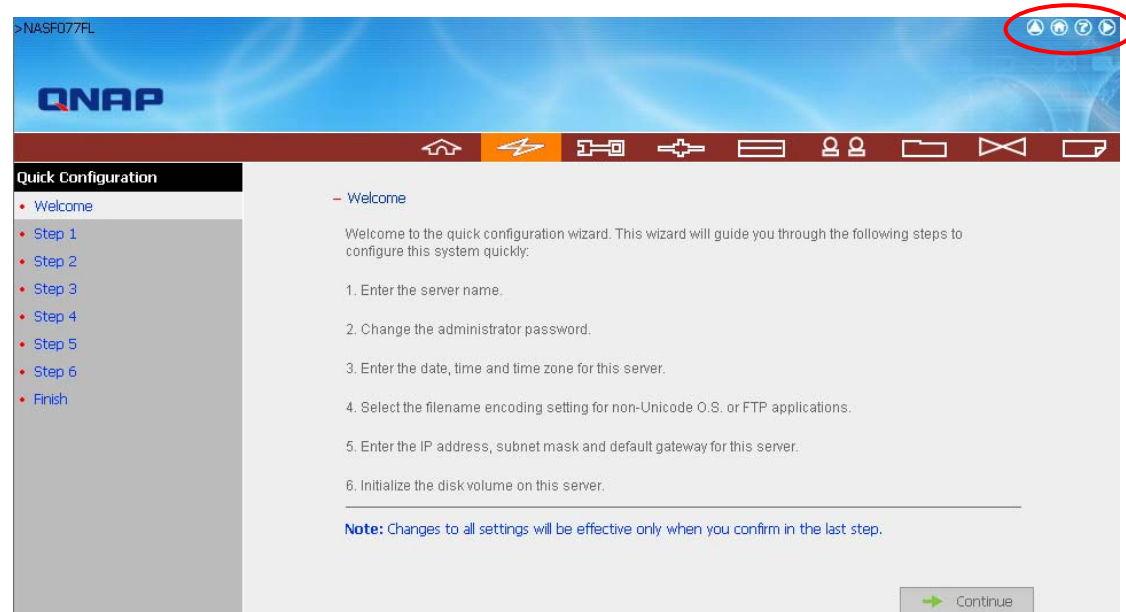 >NASF077FL
QNAP
Quick Configuration
• Welcome
• Step 1
• Step 2
• Step 3
• Step 4
• Step 5
• Step 6
• Finish
– Welcome
Welcome to the quick configuration wizard. This wizard will guide you through the following steps to
configure this system quickly:
1. Enter the server name.
2. Change the administrator password.
3. Enter the date, time and time zone for this server.
4. Select the filename encoding setting for non-Unicode O.S. or FTP applications.
5. Enter the IP address, subnet mask and default gateway for this server.
6. Initialize the disk volume on this server.
Note: Changes to all settings will be effective only when you confirm in the last step.
Continue